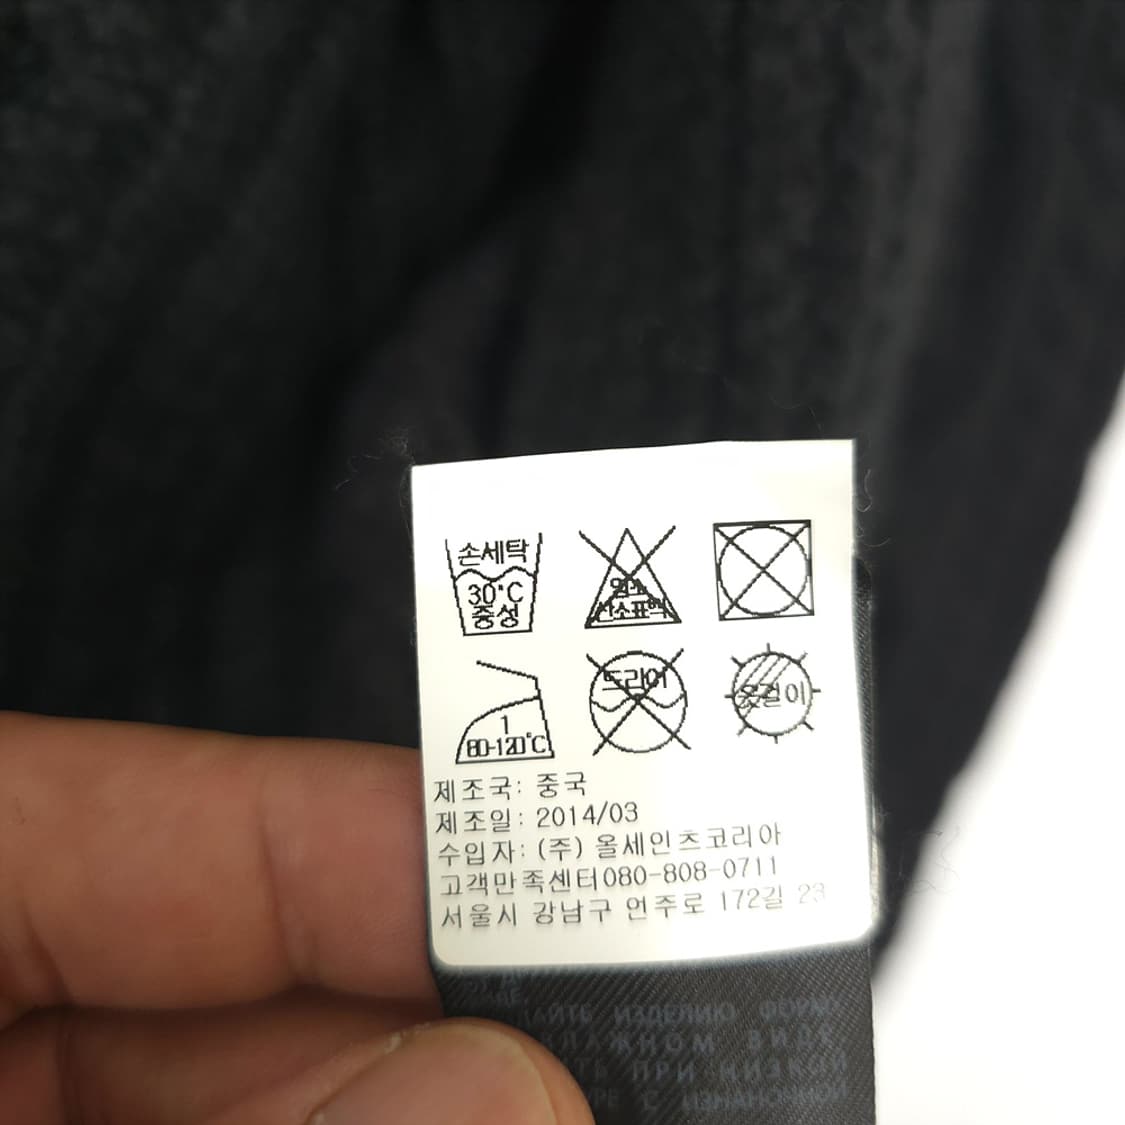 손세탁
30°C
중성
염소
산소표백
1
80-120°C
드라이
옷걸이
제조국: 중국
제조일: 2014/03
수입자: (주) 올세인츠코리아
고객만족센터080-808-0711
서울시 강남구 언주로 172길 23
ИЗДЕЛИЮ ФОРМУ
ВЛАЖНОМ ВИДЕ
ПРИ НИЗКОЙ
С ИЗНАНОЧНОЙ